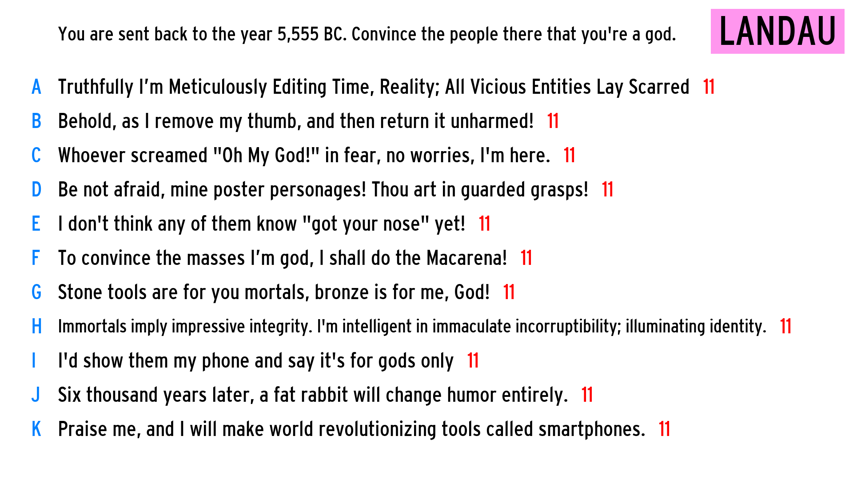 You are sent back to the year 5,555 BC. Convince the people there that you're a god.
LANDAU
A Truthfully I’m Meticulously Editing Time, Reality; All Vicious Entities Lay Scarred 11
B Behold, as I remove my thumb, and then return it unharmed! 11
C Whoever screamed "Oh My God!" in fear, no worries, I'm here. 11
D Be not afraid, mine poster personages! Thou art in guarded grasps! 11
E I don't think any of them know "got your nose" yet! 11
F To convince the masses I’m god, I shall do the Macarena! 11
G Stone tools are for you mortals, bronze is for me, God! 11
H Immortals imply impressive integrity. I'm intelligent in immaculate incorruptibility; illuminating identity. 11
I I'd show them my phone and say it's for gods only 11
J Six thousand years later, a fat rabbit will change humor entirely. 11
K Praise me, and I will make world revolutionizing tools called smartphones. 11